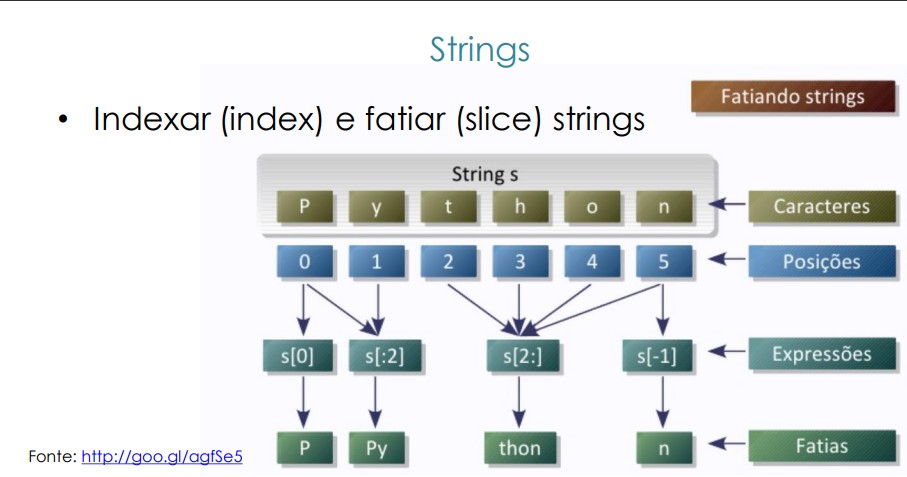 Strings
• Indexar (index) e fatiar (slice) strings
Fatiando strings
String s
P y t h o n
Caracteres
0 1 2 3 4 5
Posições
s[0] s[:2] s[2:] s[-1]
Expressões
P Py thon n
Fatias
Fonte: http://goo.gl/agfSe5